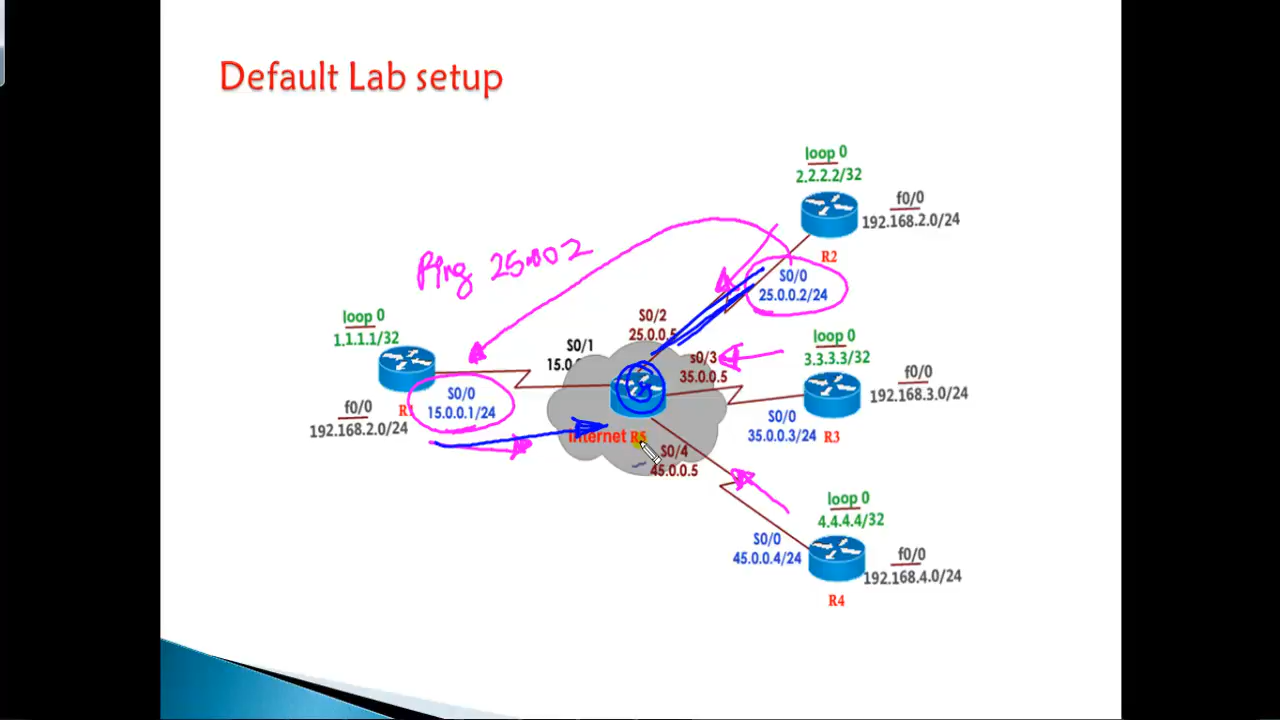 Default Lab setup
loop 0
2.2.2.2/32
f0/0
192.168.2.0/24
R2
Ping 25.0.0.2
S0/0
25.0.0.2/24
loop 0
1.1.1.1/32
S0/2
25.0.0.5
S0/1
15.0.
s0/3
35.0.0.5
loop 0
3.3.3.3/32
f0/0
192.168.3.0/24
S0/0
15.0.0.1/24
f0/0
R1
192.168.2.0/24
S0/0
35.0.0.3/24
R3
Internet R5
S0/4
45.0.0.5
loop 0
4.4.4.4/32
S0/0
45.0.0.4/24
f0/0
192.168.4.0/24
R4